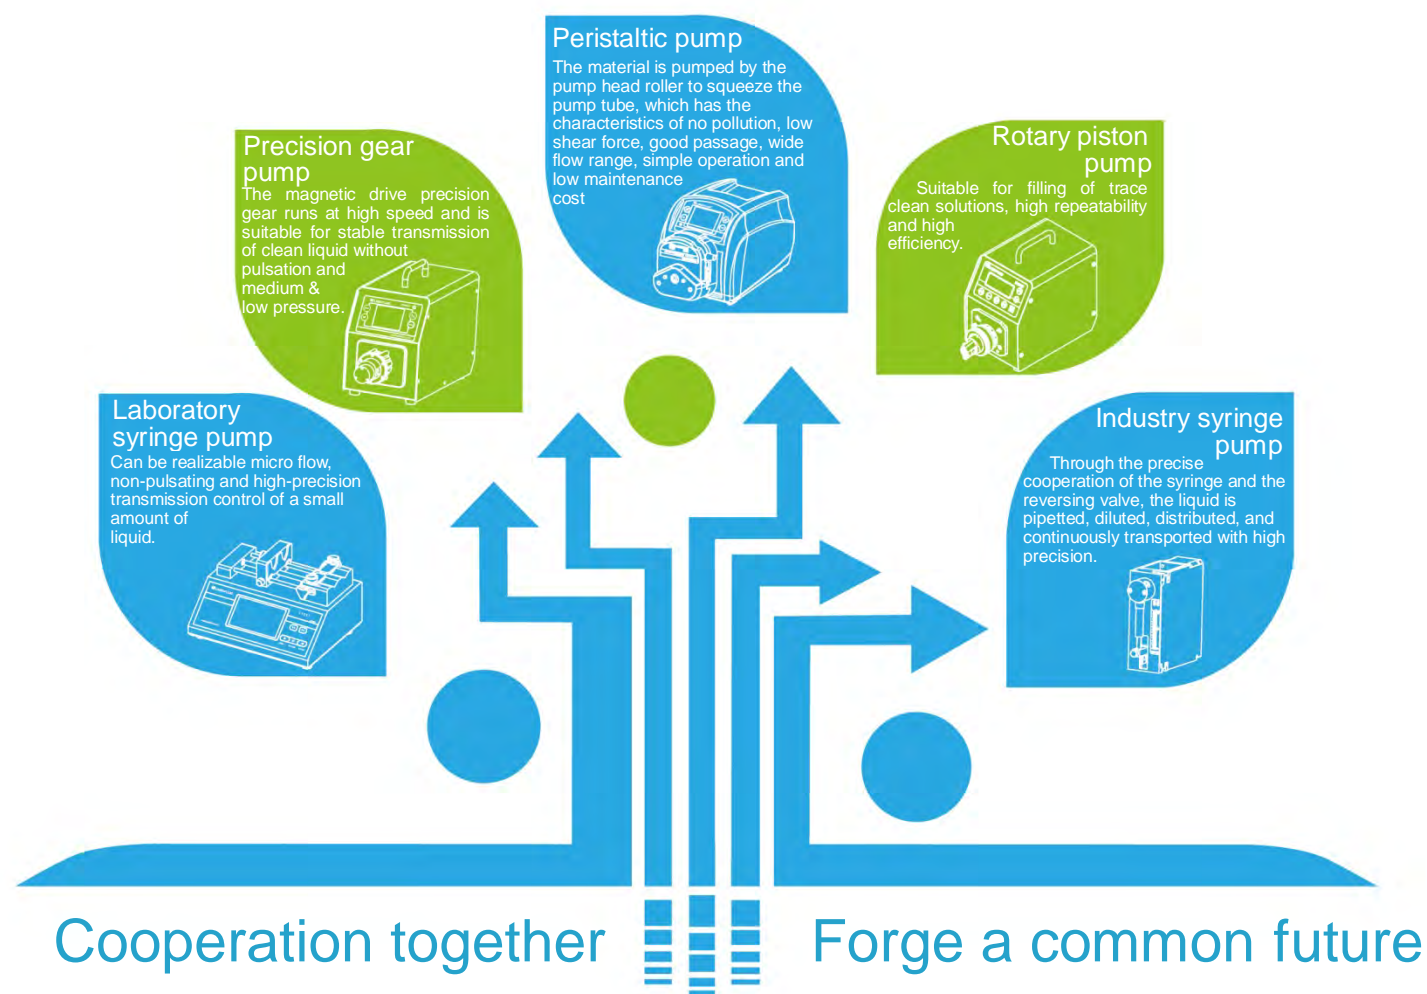 Peristaltic pump
The material is pumped by the
pump head roller to squeeze the
pump tube, which has the
characteristics of no pollution, low
shear force, good passage, wide
flow range, simple operation and
low maintenance
cost
Precision gear
pump
The magnetic drive precision
gear runs at high speed and is
suitable for stable transmission
of clean liquid without
pulsation and
medium &
low pressure.
Rotary piston
pump
Suitable for filling of trace
clean solutions, high repeatability
and high
efficiency.
Laboratory
syringe pump
Can be realizable micro flow,
non-pulsating and high-precision
transmission control of a small
amount of
liquid.
Industry syringe
pump
Through the precise
cooperation of the syringe and the
reversing valve, the liquid is
pipetted, diluted, distributed, and
continuously transported with high
precision.
Cooperation together
Forge a common future